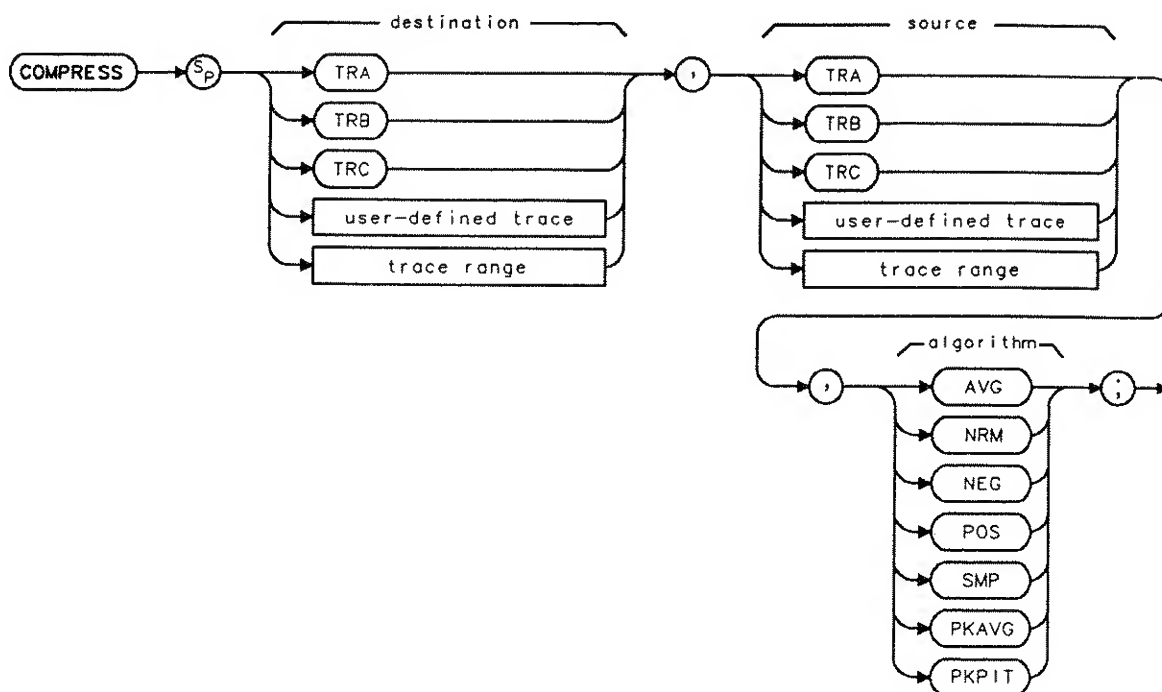 destination
source
COMPRESS
SP
TRA
TRB
TRC
user-defined trace
trace range
,
TRA
TRB
TRC
user-defined trace
trace range
algorithm
,
AVG
NRM
NEG
POS
SMP
PKAVG
PKPIT
;